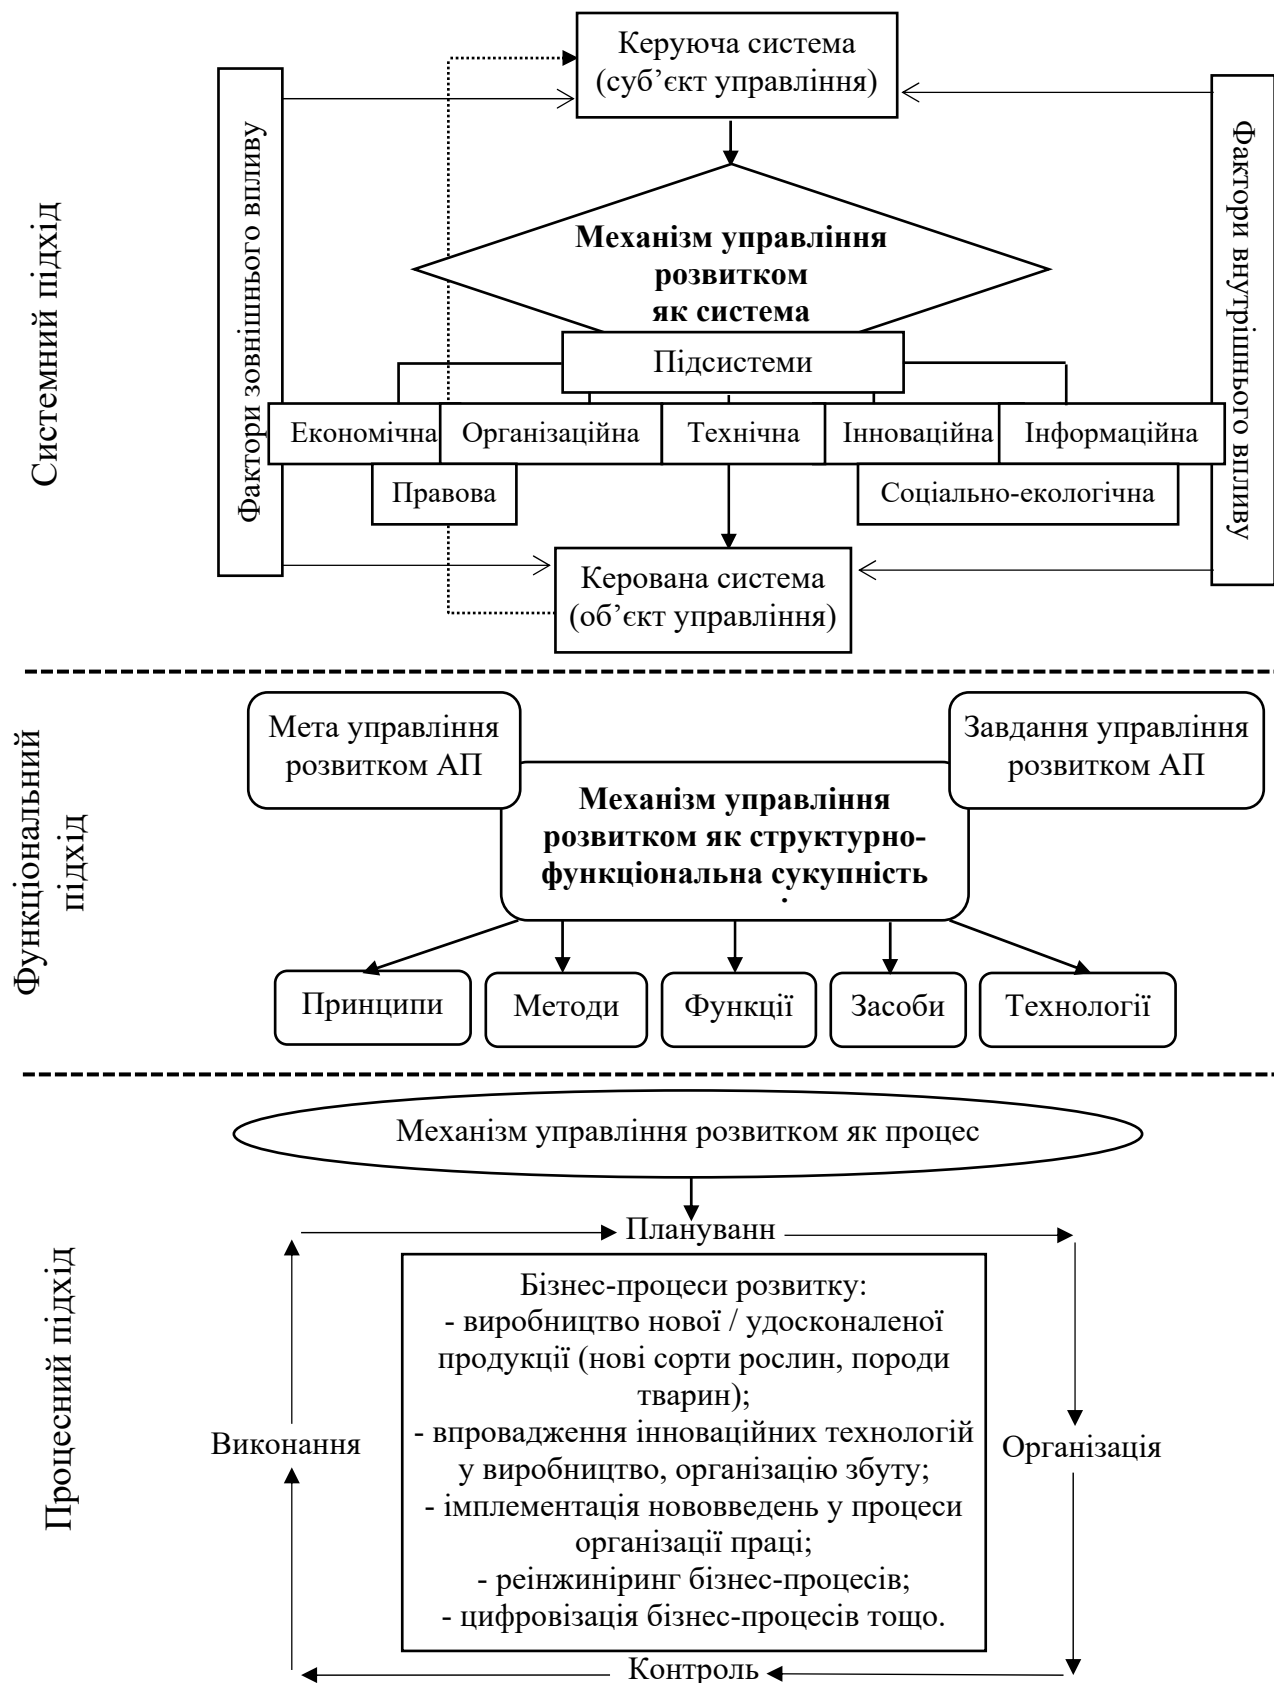 Системний підхід
Керуюча система
(суб’єкт управління)
Фактори зовнішнього впливу
Фактори внутрішнього впливу
Механізм управління
розвитком
як система
Підсистеми
Економічна
Організаційна
Технічна
Інноваційна
Інформаційна
Правова
Соціально-екологічна
Керована система
(об’єкт управління)
Функціональний
підхід
Мета управління
розвитком АП
Завдання управління
розвитком АП
Механізм управління
розвитком як структурно-
функціональна сукупність
Принципи
Методи
Функції
Засоби
Технології
Процесний підхід
Механізм управління розвитком як процес
Плануванн
Бізнес-процеси розвитку:
- виробництво нової / удосконаленої
продукції (нові сорти рослин, породи
тварин);
- впровадження інноваційних технологій
у виробництво, організацію збуту;
- імплементація нововведень у процеси
організації праці;
- реінжиніринг бізнес-процесів;
- цифровізація бізнес-процесів тощо.
Виконання
Організація
Контроль